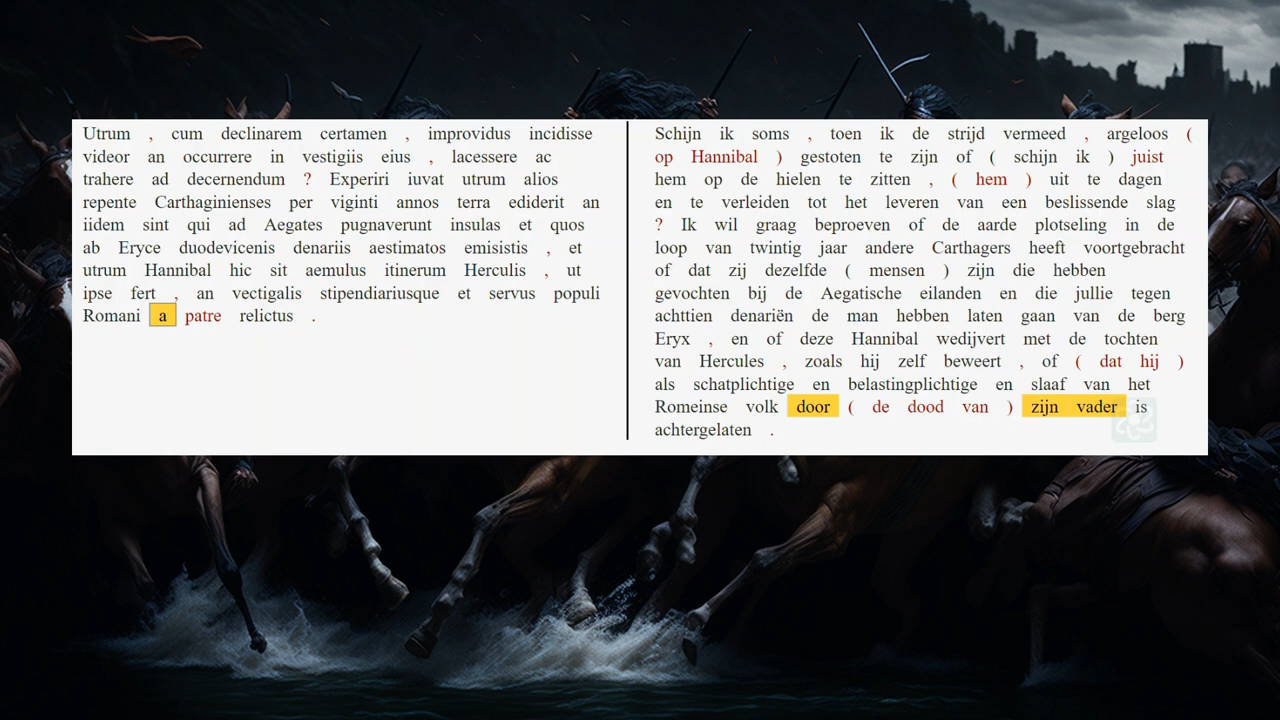 Utrum , cum declinarem certamen , improvidus incidisse
videor an occurrere in vestigiis eius , lacessere ac
trahere ad decernendum ? Experiri iuvat utrum alios
repente Carthaginienses per viginti annos terra ediderit an
iidem sint qui ad Aegates pugnaverunt insulas et quos
ab Eryce duodevicenis denariis aestimatos emisistis , et
utrum Hannibal hic sit aemulus itinerum Herculis , ut
ipse fert , an vectigalis stipendiariusque et servus populi
Romani a patre relictus .
Schijn ik soms , toen ik de strijd vermeed , argeloos (
op Hannibal ) gestoten te zijn of ( schijn ik ) juist
hem op de hielen te zitten , ( hem ) uit te dagen
en te verleiden tot het leveren van een beslissende slag
? Ik wil graag beproeven of de aarde plotseling in de
loop van twintig jaar andere Carthagers heeft voortgebracht
of dat zij dezelfde ( mensen ) zijn die hebben
gevochten bij de Aegatische eilanden en die jullie tegen
achttien denariën de man hebben laten gaan van de berg
Eryx , en of deze Hannibal wedijvert met de tochten
van Hercules , zoals hij zelf beweert , of ( dat hij )
als schatplichtige en belastingplichtige en slaaf van het
Romeinse volk door ( de dood van ) zijn vader is
achtergelaten .